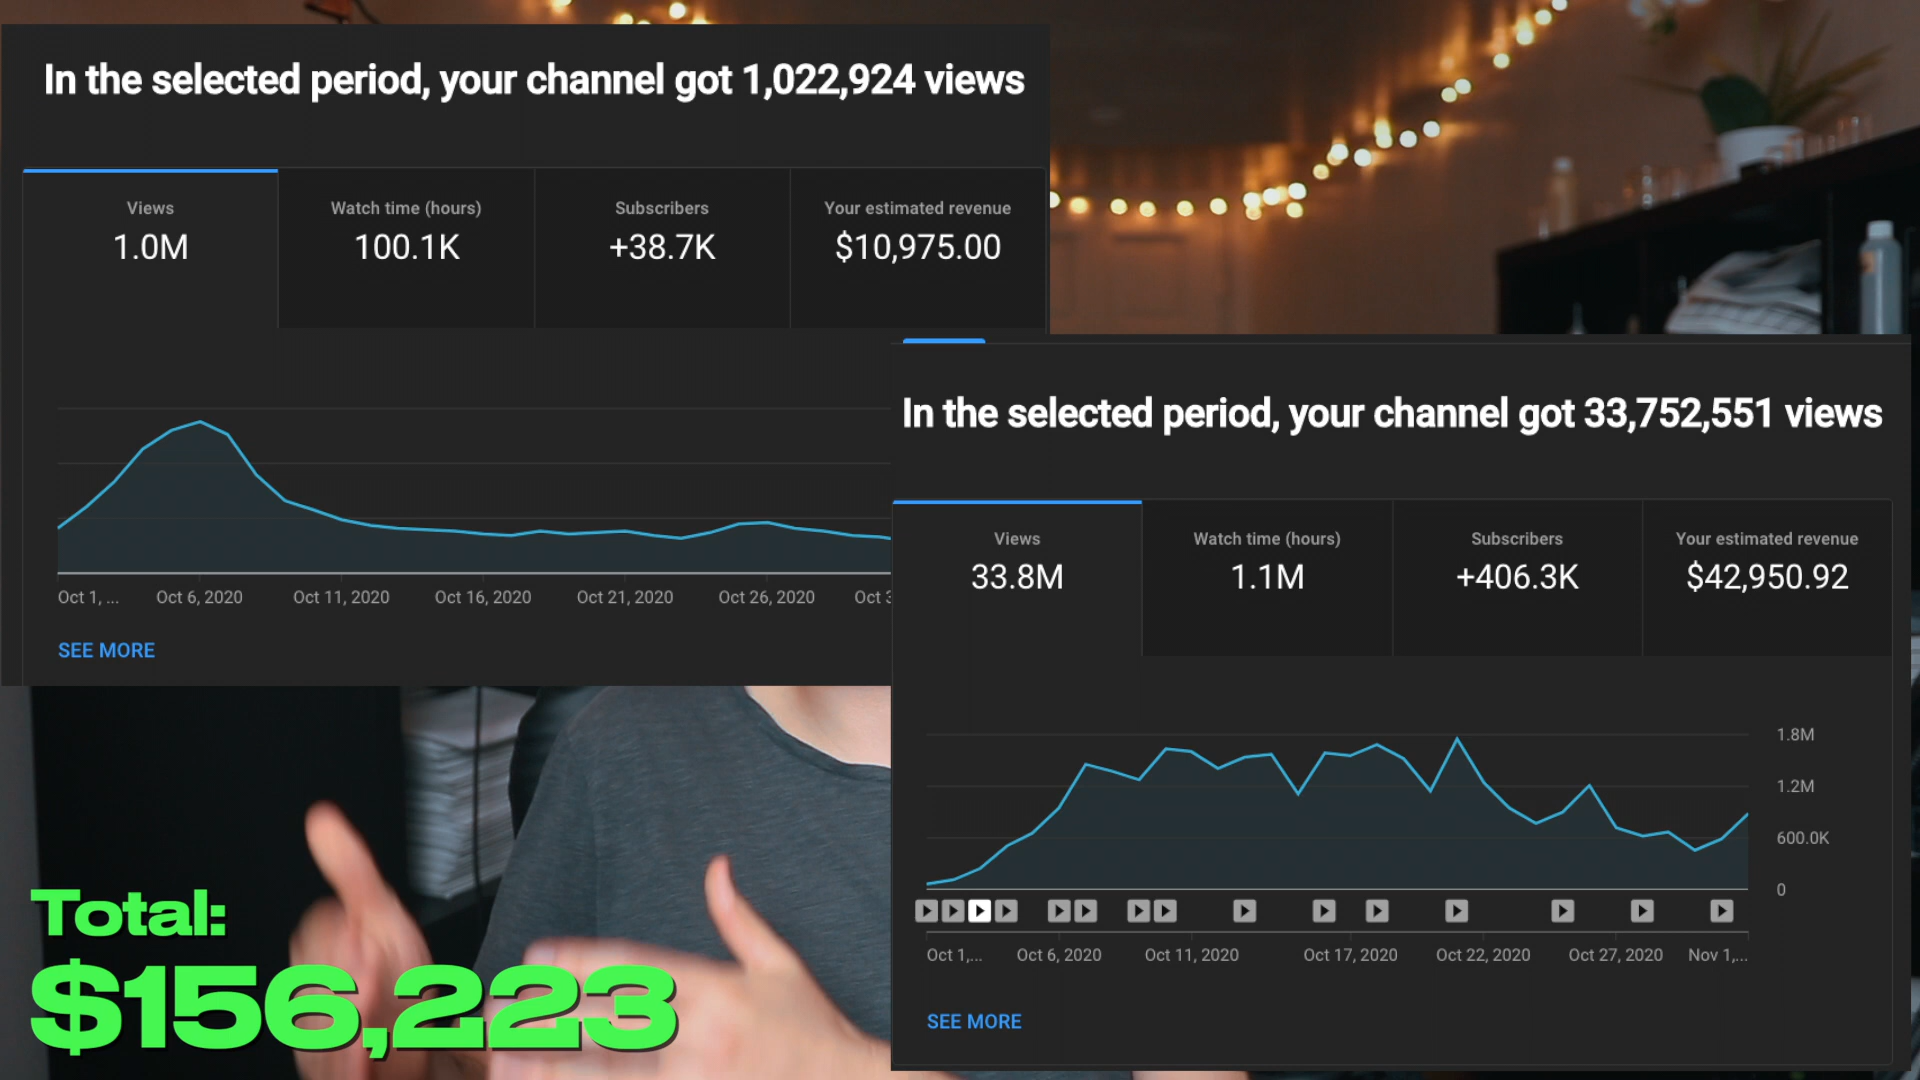 In the selected period, your channel got 1,022,924 views
Views
1.0M
Watch time (hours)
100.1K
Subscribers
+38.7K
Your estimated revenue
$10,975.00
Oct 1, ...
Oct 6, 2020
Oct 11, 2020
Oct 16, 2020
Oct 21, 2020
Oct 26, 2020
Oct 3
SEE MORE
In the selected period, your channel got 33,752,551 views
Views
33.8M
Watch time (hours)
1.1M
Subscribers
+406.3K
Your estimated revenue
$42,950.92
1.8M
1.2M
600.0K
0
Oct 1,...
Oct 6, 2020
Oct 11, 2020
Oct 17, 2020
Oct 22, 2020
Oct 27, 2020
Nov 1,...
SEE MORE
Total:
$156,223